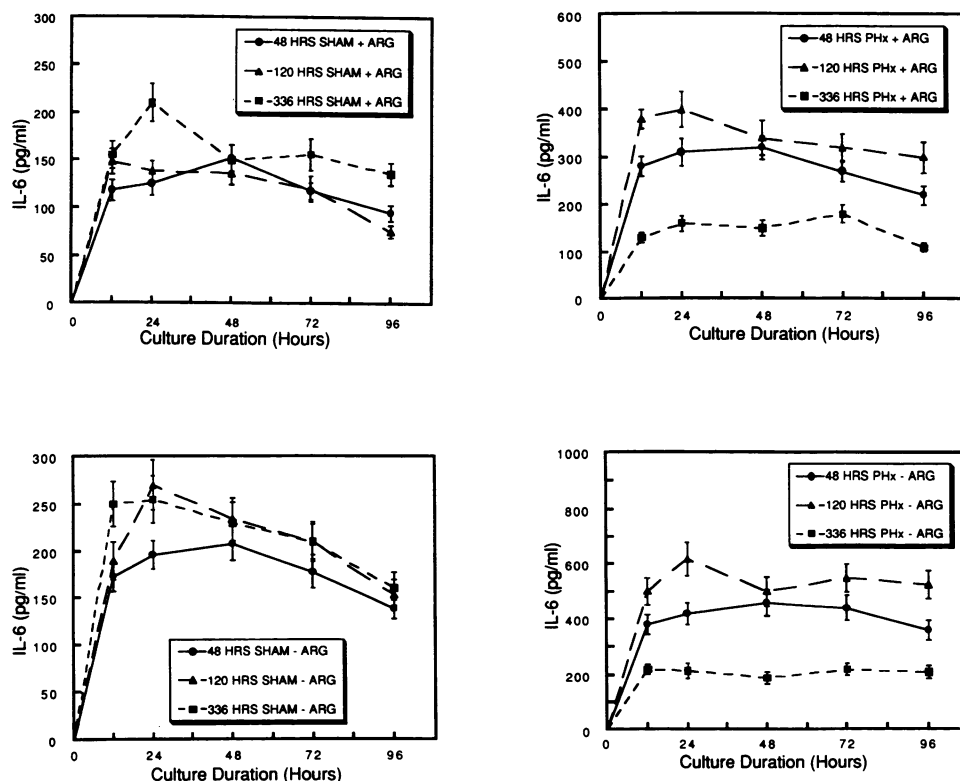 300
250
200
150
100
50
0
IL-6 (pg/ml)
48 HRS SHAM + ARG
120 HRS SHAM + ARG
336 HRS SHAM + ARG
0 24 48 72 96
Culture Duration (Hours)
600
500
400
300
200
100
0
IL-6 (pg/ml)
48 HRS PHx + ARG
120 HRS PHx + ARG
336 HRS PHx + ARG
0 24 48 72 96
Culture Duration (Hours)
300
250
200
150
100
50
0
IL-6 (pg/ml)
48 HRS SHAM - ARG
120 HRS SHAM - ARG
336 HRS SHAM - ARG
0 24 48 72 96
Culture Duration (Hours)
1000
800
600
400
200
0
IL-6 (pg/ml)
48 HRS PHx - ARG
120 HRS PHx - ARG
336 HRS PHx - ARG
0 24 48 72 96
Culture Duration (Hours)